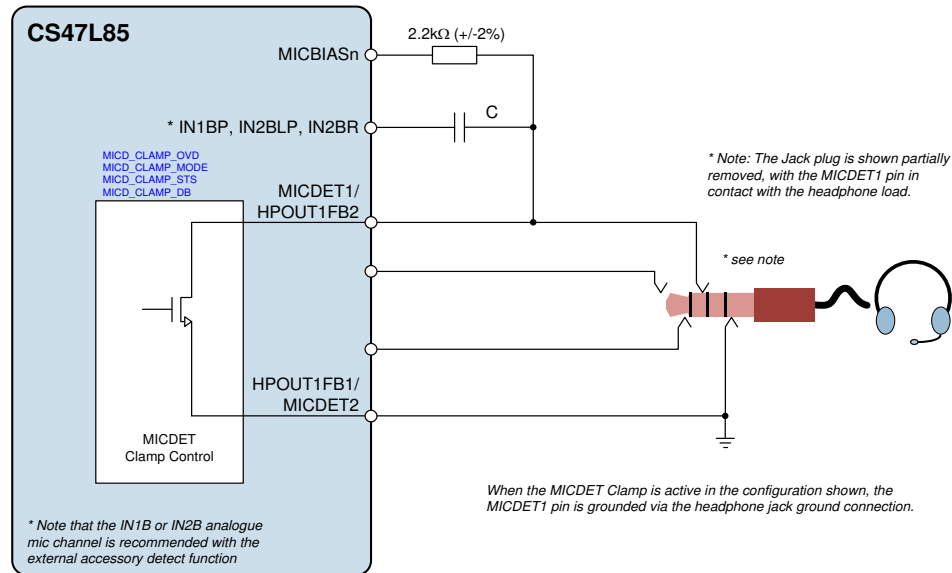 CS47L85
MICBIASn
2.2kΩ (+/-2%)
* IN1BP, IN2BLP, IN2BR
C
MICD_CLAMP_OVD
MICD_CLAMP_MODE
MICD_CLAMP_STS
MICD_CLAMP_DB
* Note: The Jack plug is shown partially
removed, with the MICDET1 pin in
contact with the headphone load.
MICDET1/
HPOUT1FB2
* see note
HPOUT1FB1/
MICDET2
MICDET
Clamp Control
When the MICDET Clamp is active in the configuration shown, the
MICDET1 pin is grounded via the headphone jack ground connection.
* Note that the IN1B or IN2B analogue
mic channel is recommended with the
external accessory detect function